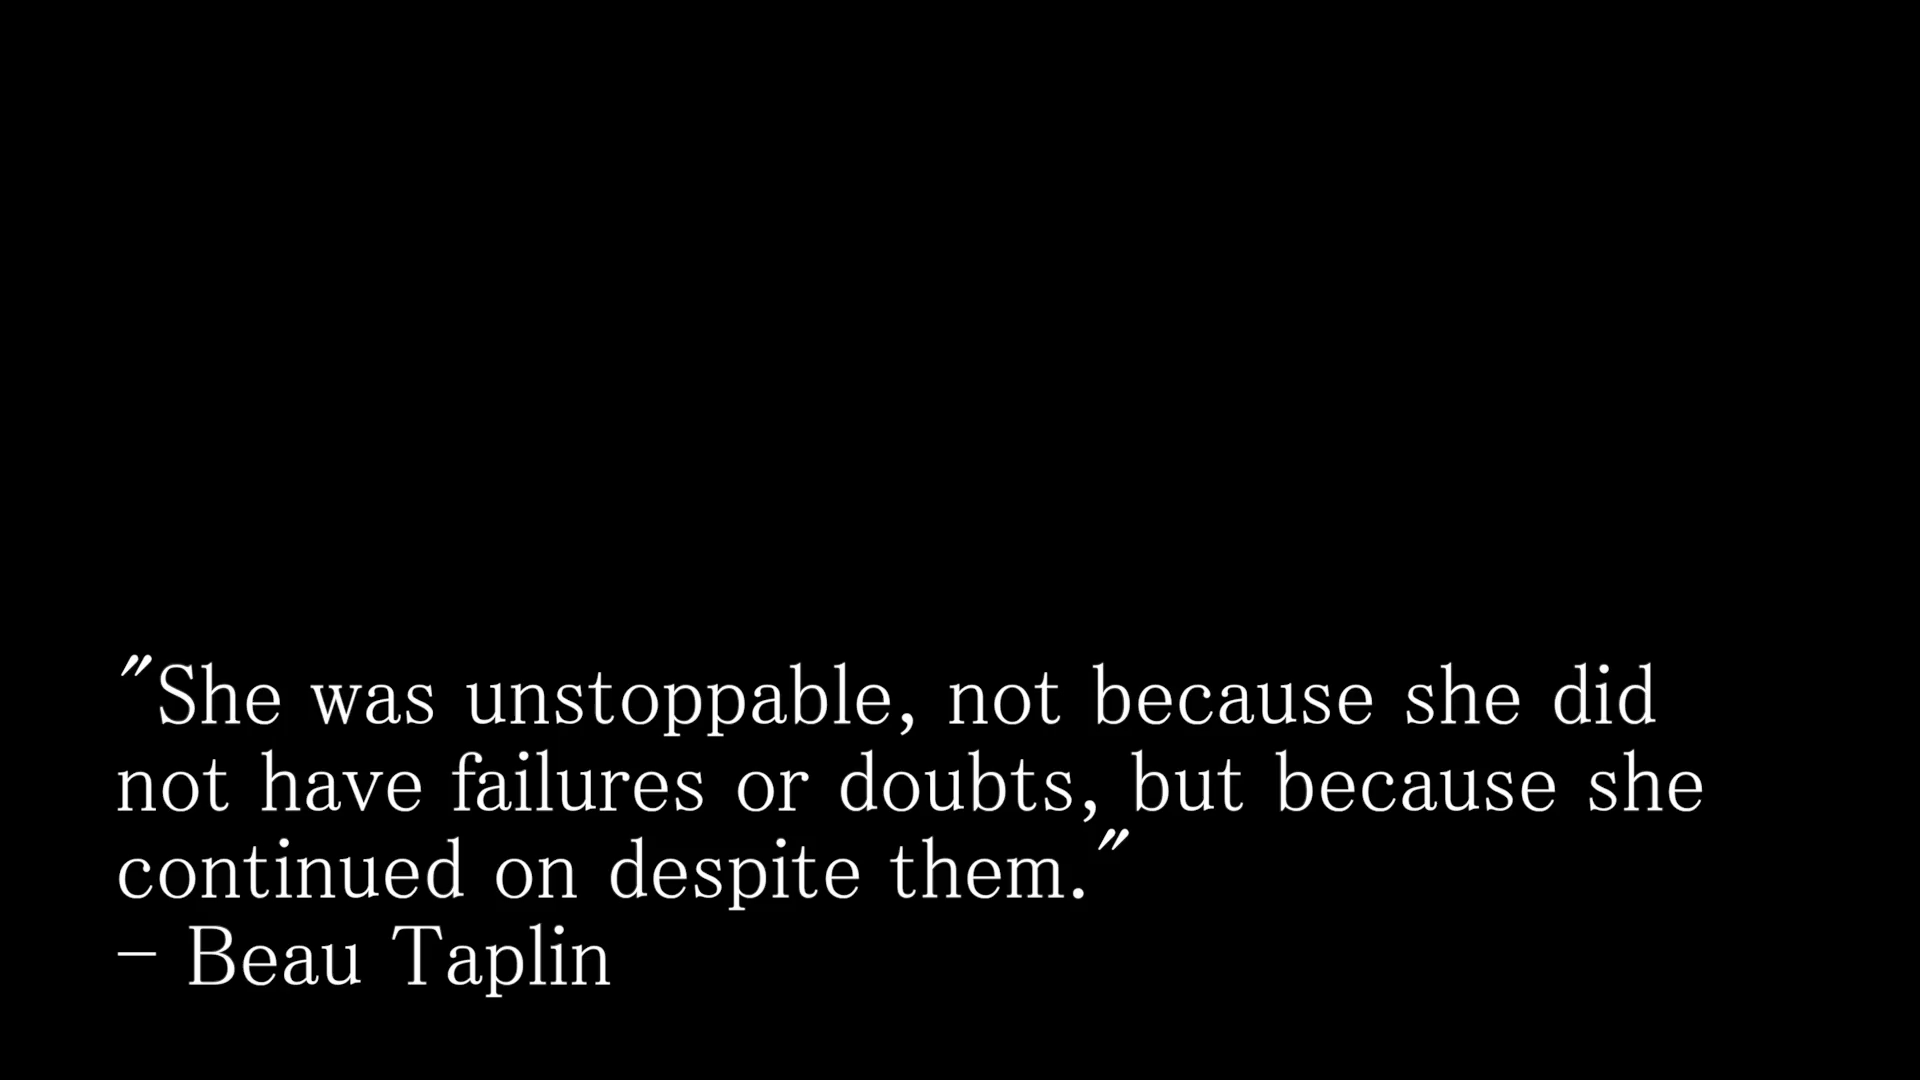 "She was unstoppable, not because she did
not have failures or doubts, but because she
continued on despite them."
- Beau Taplin